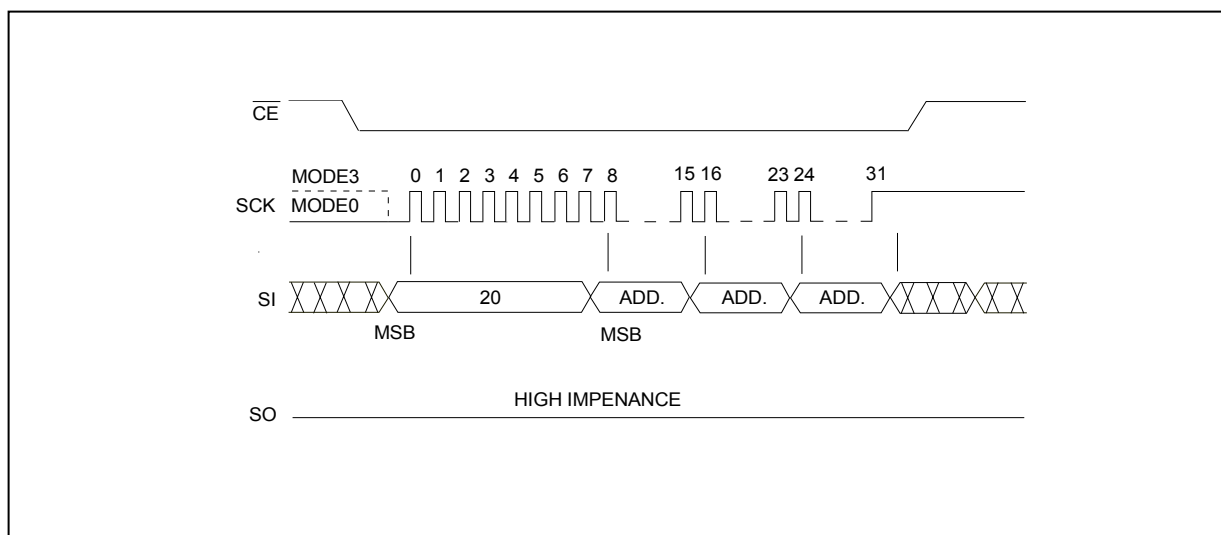 CE
MODE3 0 1 2 3 4 5 6 7 8 15 16 23 24 31
SCK MODE0
SI 20 ADD. ADD. ADD.
MSB MSB
HIGH IMPENANCE
SO